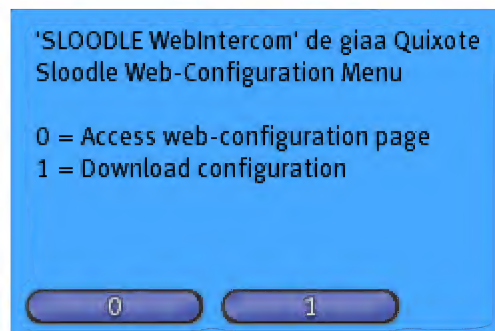 'SLOODLE WebIntercom' de giaa Quixote
Sloodle Web-Configuration Menu
0 = Access web-configuration page
1 = Download configuration
0 1